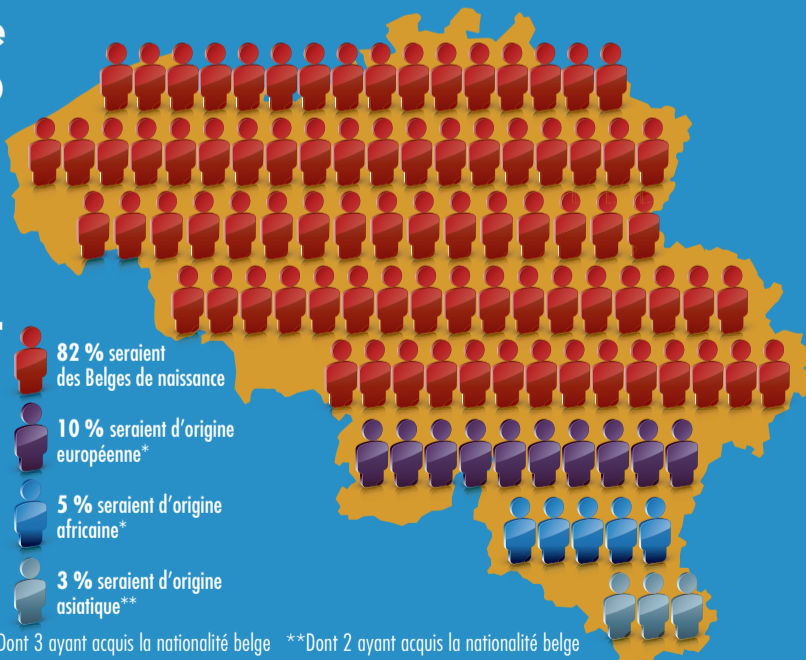 82 % seraient
des Belges de naissance
10 % seraient d'origine
européenne*
5 % seraient d'origine
africaine*
3 % seraient d'origine
asiatique**
Dont 3 ayant acquis la nationalité belge **Dont 2 ayant acquis la nationalité belge